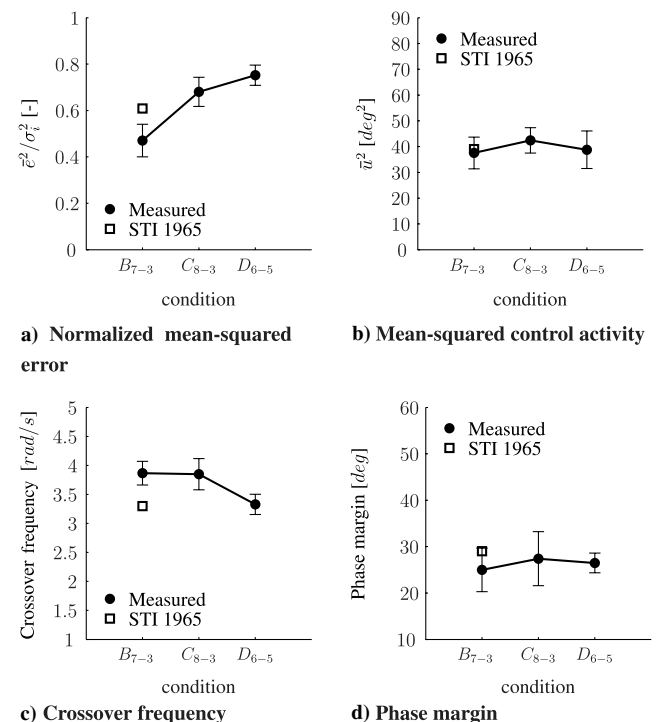 1
0.8
0.6
0.4
0.2
0
ē²/σᵢ² [-]
Measured
STI 1965
B₇₋₃ C₈₋₃ D₆₋₅
condition
a) Normalized mean-squared
error
90
80
70
60
50
40
30
20
10
0
ū² [deg²]
Measured
STI 1965
B₇₋₃ C₈₋₃ D₆₋₅
condition
b) Mean-squared control activity
5
4.5
4
3.5
3
2.5
2
1.5
1
Crossover frequency [rad/s]
Measured
STI 1965
B₇₋₃ C₈₋₃ D₆₋₅
condition
c) Crossover frequency
60
50
40
30
20
10
Phase margin [deg]
Measured
STI 1965
B₇₋₃ C₈₋₃ D₆₋₅
condition
d) Phase margin